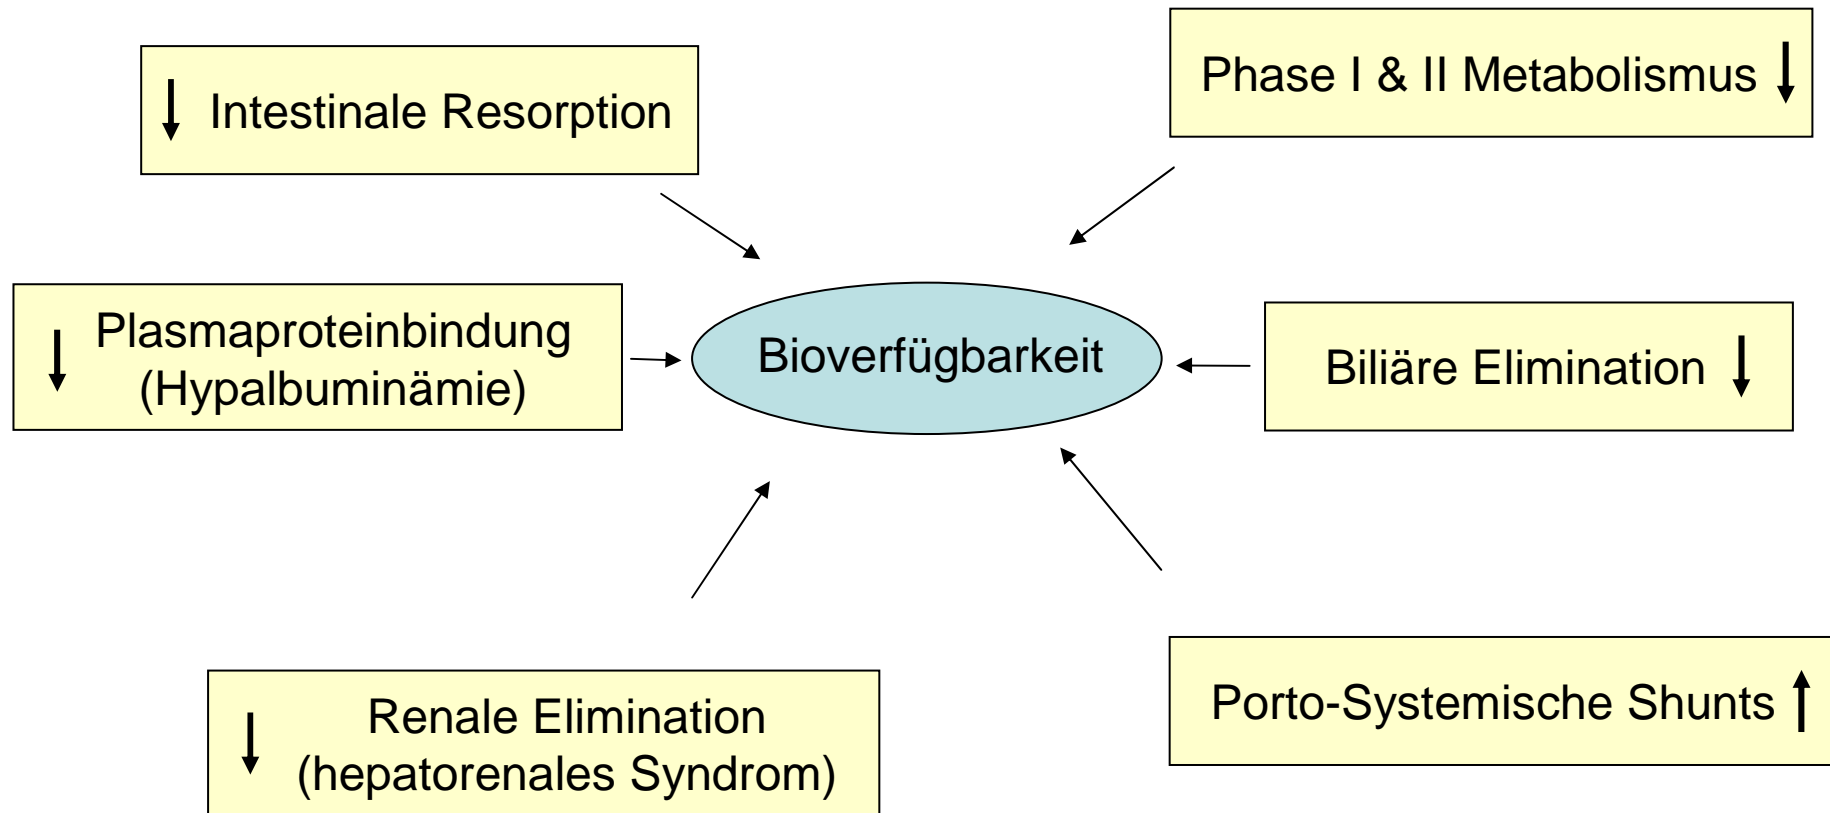 Intestinale Resorption
Phase I & II Metabolismus
Plasmaproteinbindung
(Hypalbuminämie)
Bioverfügbarkeit
Biliäre Elimination
Renale Elimination
(hepatorenales Syndrom)
Porto-Systemische Shunts